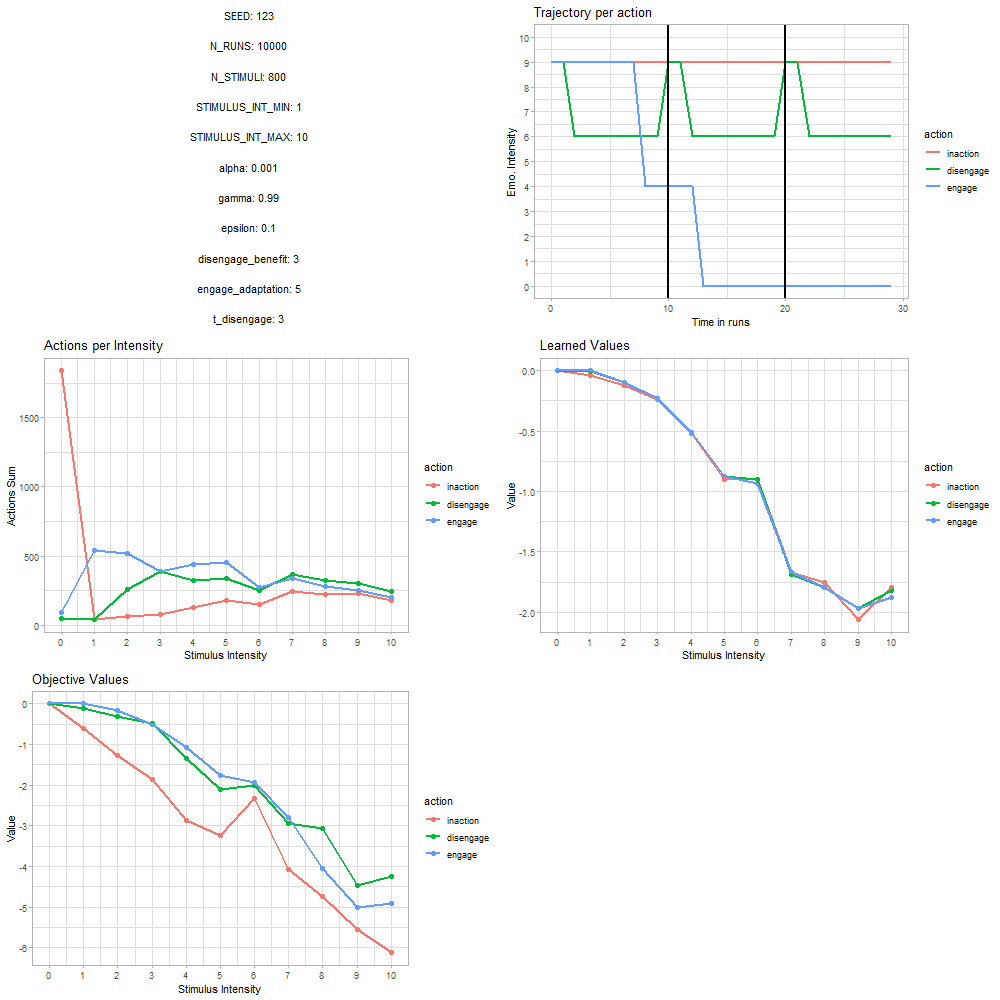 SEED: 123
N_RUNS: 10000
N_STIMULI: 800
STIMULUS_INT_MIN: 1
STIMULUS_INT_MAX: 10
alpha: 0.001
gamma: 0.99
epsilon: 0.1
disengage_benefit: 3
engage_adaptation: 5
t_disengage: 3
Trajectory per action
10
9
8
7
6
5
4
3
2
1
0
Emo. Intensity
0 10 20 30
Time in runs
action
inaction
disengage
engage
Actions per Intensity
1500
1000
500
0
Actions Sum
0 1 2 3 4 5 6 7 8 9 10
Stimulus Intensity
action
inaction
disengage
engage
Learned Values
0.0
-0.5
-1.0
-1.5
-2.0
Value
0 1 2 3 4 5 6 7 8 9 10
Stimulus Intensity
action
inaction
disengage
engage
Objective Values
0
-1
-2
-3
-4
-5
-6
Value
0 1 2 3 4 5 6 7 8 9 10
Stimulus Intensity
action
inaction
disengage
engage